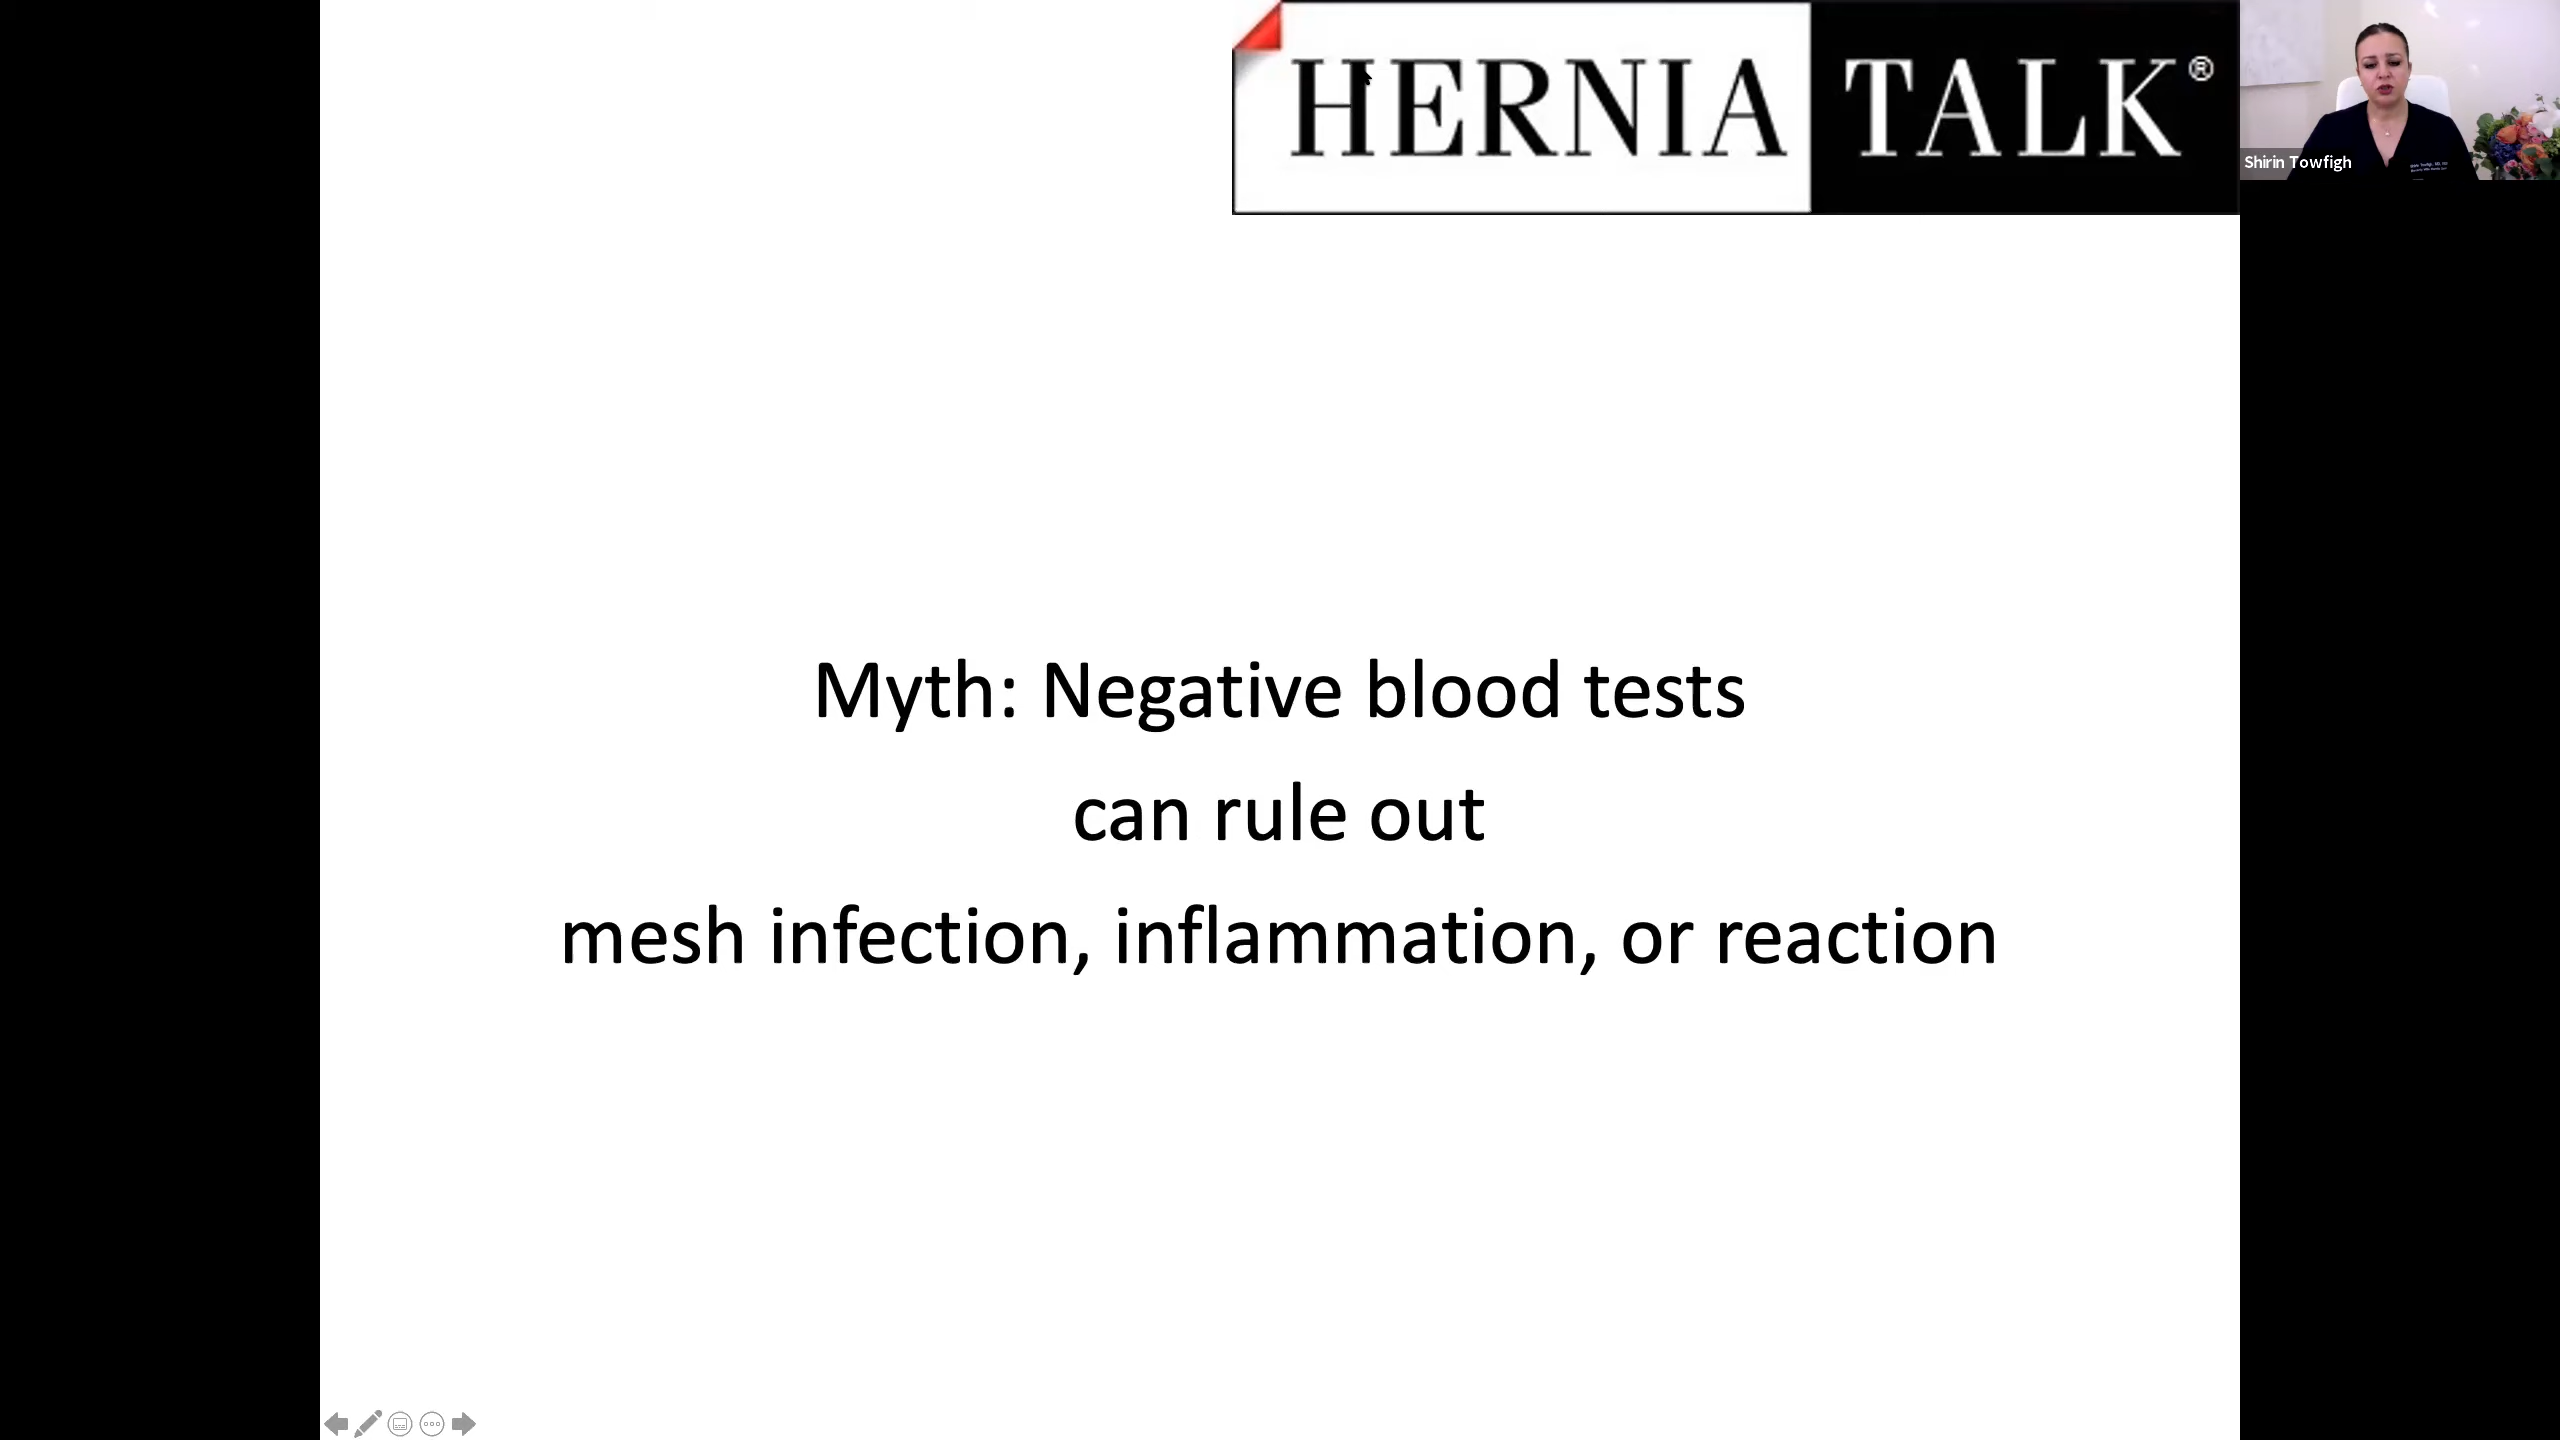 HERNIA TALK®
Shirin Towfigh
Myth: Negative blood tests
can rule out
mesh infection, inflammation, or reaction